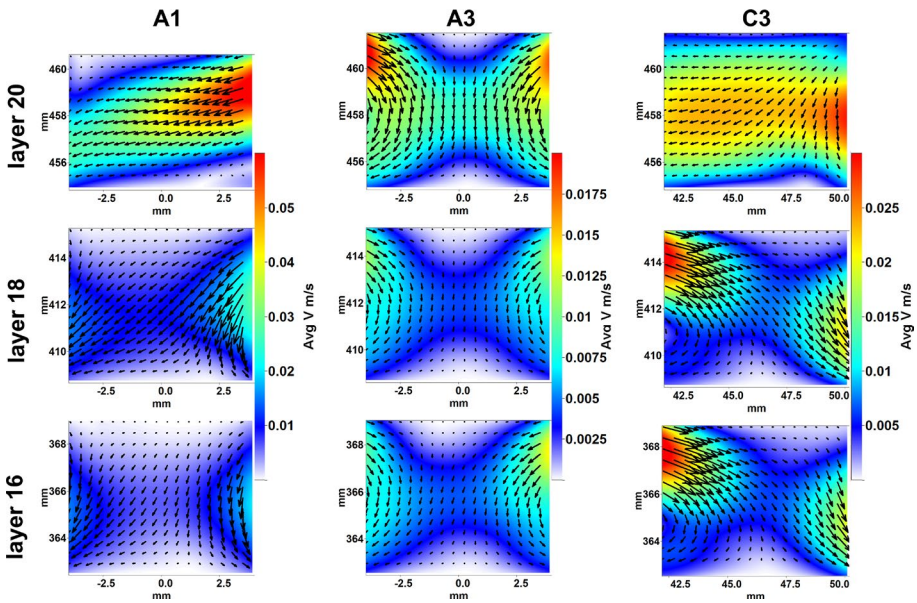 A1 A3 C3
layer 20
460
458
456
mm
-2.5 0.0 2.5
mm
460
458
456
mm
-2.5 0.0 2.5
mm
460
458
456
mm
42.5 45.0 47.5 50.0
mm
layer 18
414
412
410
mm
-2.5 0.0 2.5
mm
414
412
410
mm
-2.5 0.0 2.5
mm
414
412
410
mm
42.5 45.0 47.5 50.0
mm
layer 16
368
366
364
mm
-2.5 0.0 2.5
mm
368
366
364
mm
-2.5 0.0 2.5
mm
368
366
364
mm
42.5 45.0 47.5 50.0
mm
0.05
0.04
0.03
0.02
0.01
Avg V m/s
0.0175
0.015
0.0125
0.01
0.0075
0.005
0.0025
Avg V m/s
0.025
0.02
0.015
0.01
0.005
Avg V m/s